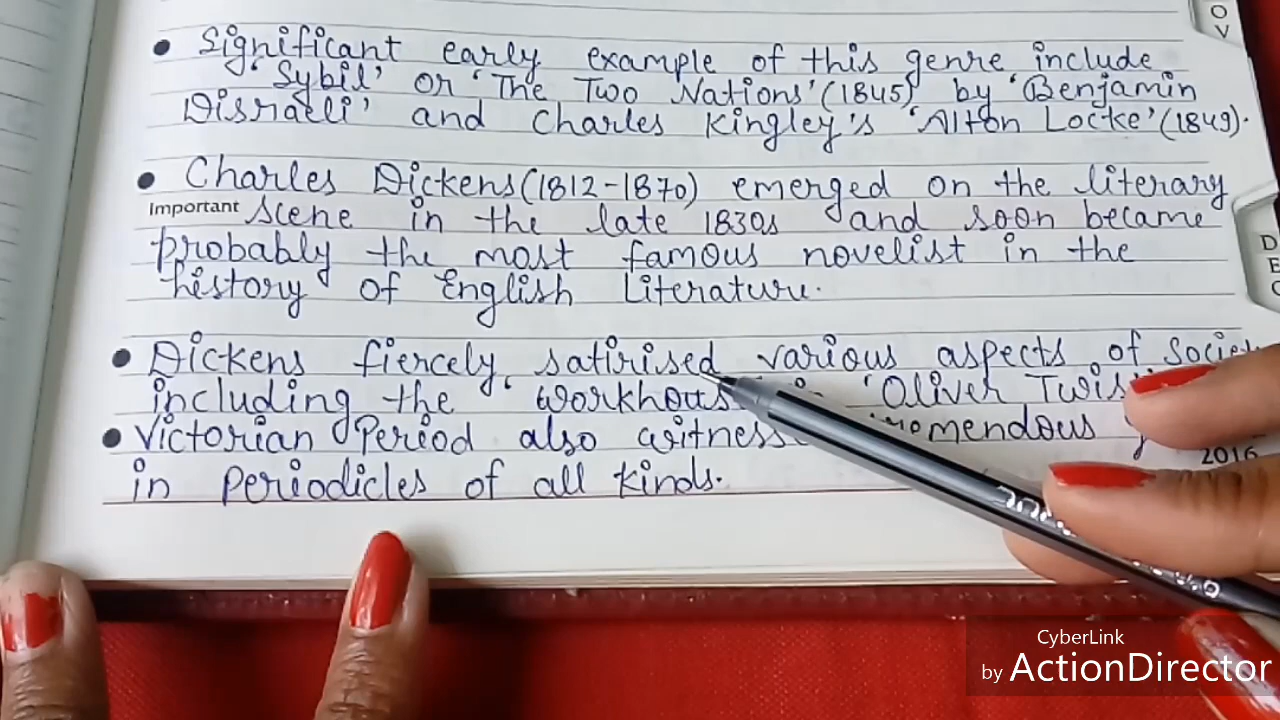 • Significant early example of this genre include
'Sybil' or 'The Two Nations' (1845) by 'Benjamin
Disraeli' and Charles Kingley's 'Alton Locke' (1849).
• Charles Dickens (1812-1870) emerged on the literary
Important scene in the late 1830s and soon became
probably the most famous novelist in the
history of English Literature.
• Dickens fiercely satirised various aspects of
including the 'Oliver
• Victorian Period also
in Periodicles of all kinds.
2016
O
V
D
E
C
CyberLink
by ActionDirector